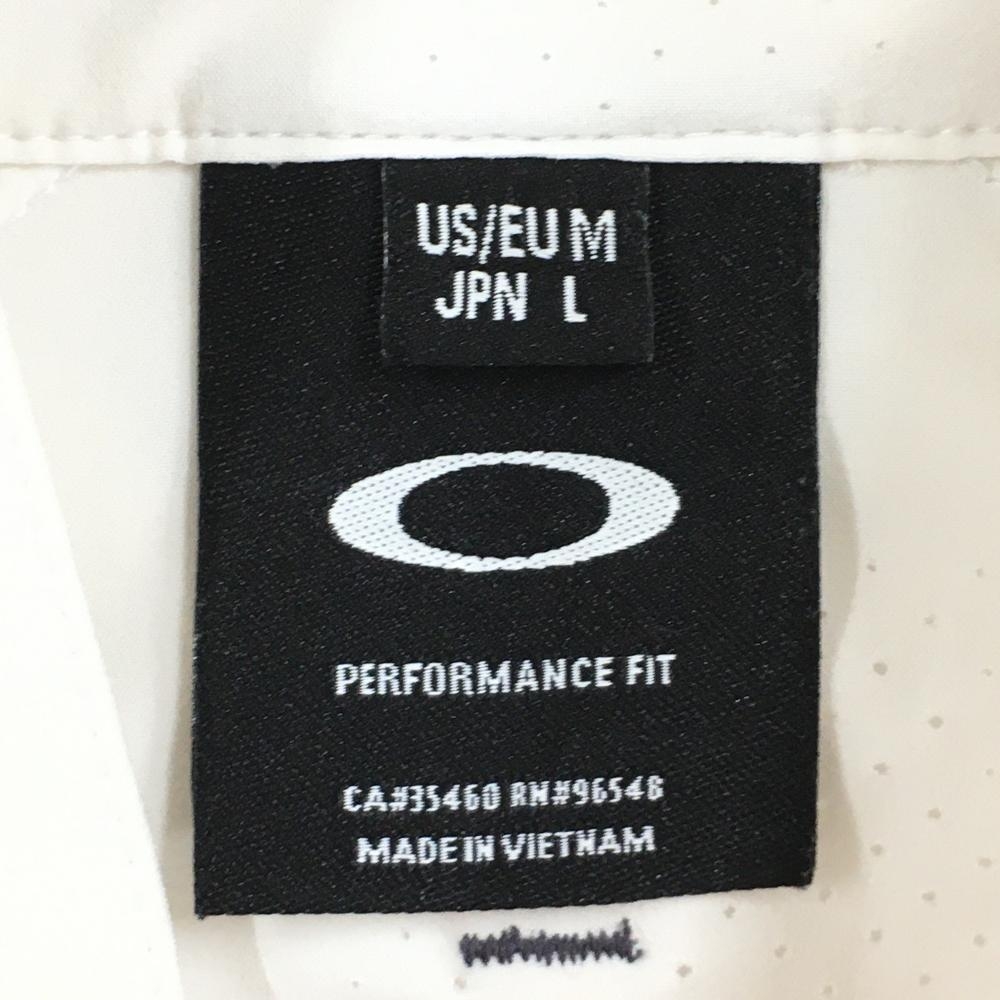 US/EU M
JPN L
PERFORMANCE FIT
CA#35460 RN#96548
MADE IN VIETNAM